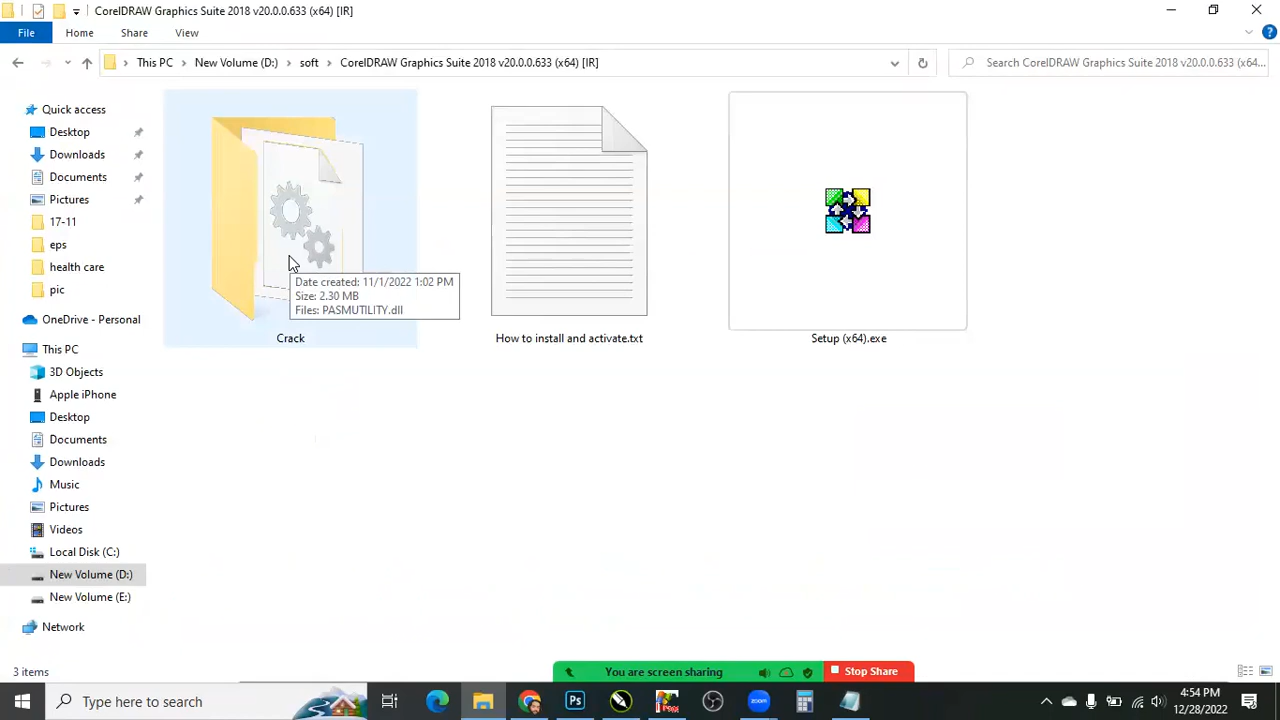 CorelDRAW Graphics Suite 2018 v20.0.0.633 (x64) [IR]
File Home Share View
This PC New Volume (D:) soft CorelDRAW Graphics Suite 2018 v20.0.0.633 (x64) [IR] Search CorelDRAW Graphics Suite 2018 v20.0.0.633 (x64...
Quick access
Desktop
Downloads
Documents
Pictures
17-11
eps
health care
pic
OneDrive - Personal
This PC
3D Objects
Apple iPhone
Desktop
Documents
Downloads
Music
Pictures
Videos
Local Disk (C:)
New Volume (D:)
New Volume (E:)
Network
Date created: 11/1/2022 1:02 PM
Size: 2.30 MB
Files: PASMUTILITY.dll
Crack
How to install and activate.txt
Setup (x64).exe
3 items
You are screen sharing Stop Share
Type here to search
Ps
zoom
4:54 PM
12/28/2022